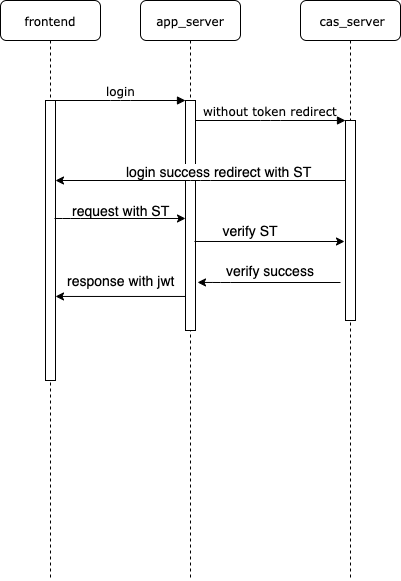 frontend
app_server
cas_server
login
without token redirect
login success redirect with ST
request with ST
verify ST
verify success
response with jwt